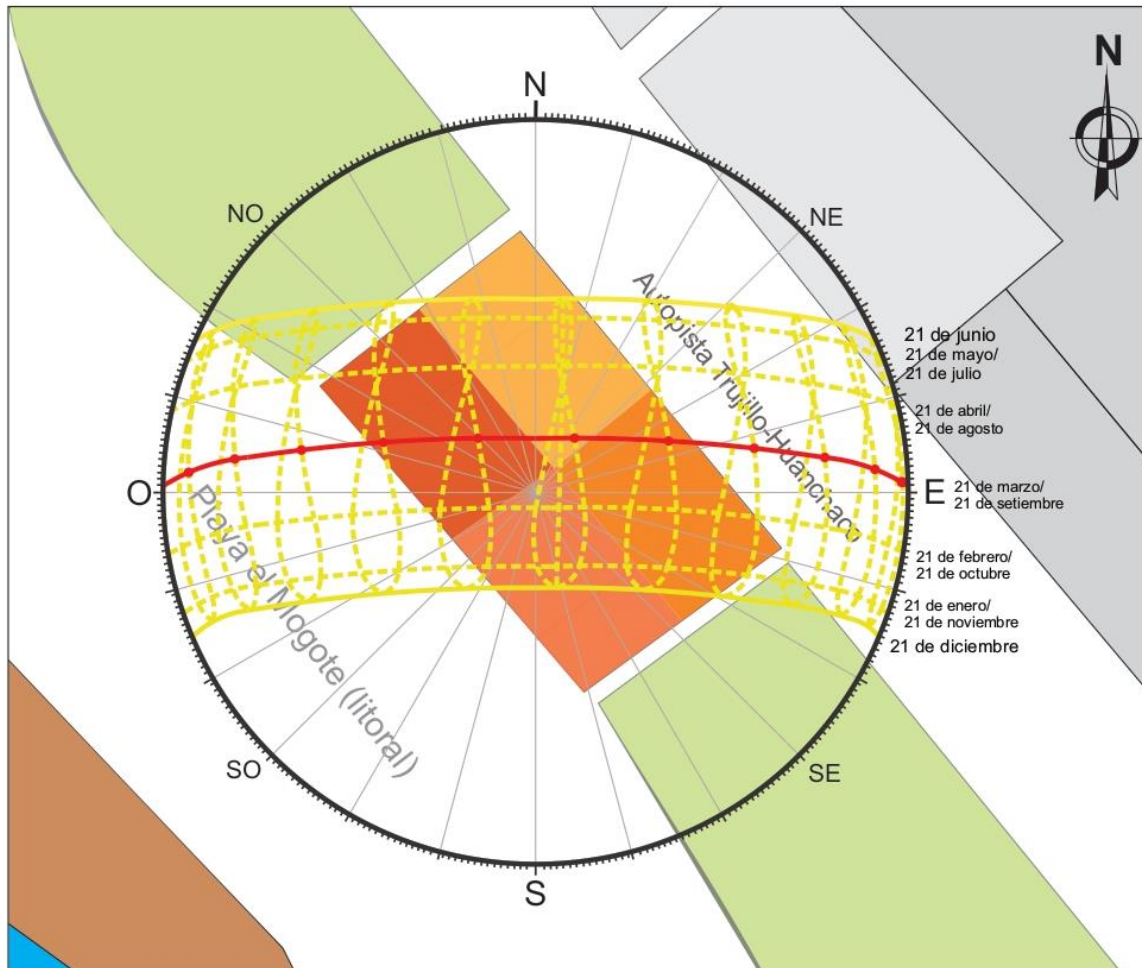 N
N
NO
NE
Autopista Trujillo-Huanchaco
21 de junio
21 de mayo/
21 de julio
21 de abril/
21 de agosto
O
E
21 de marzo/
21 de setiembre
Playa el Mogote (litoral)
21 de febrero/
21 de octubre
21 de enero/
21 de noviembre
21 de diciembre
SO
SE
S